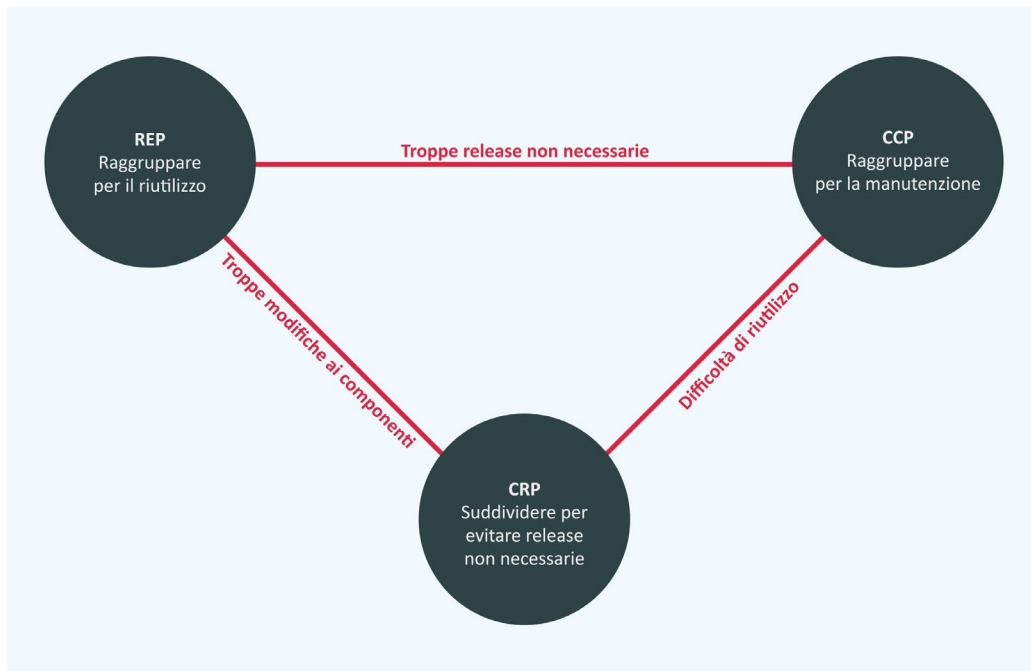 REP
Raggruppare
per il riutilizzo
Troppe release non necessarie
CCP
Raggruppare
per la manutenzione
Troppe modifiche ai componenti
Difficoltà di riutilizzo
CRP
Suddividere per
evitare release
non necessarie